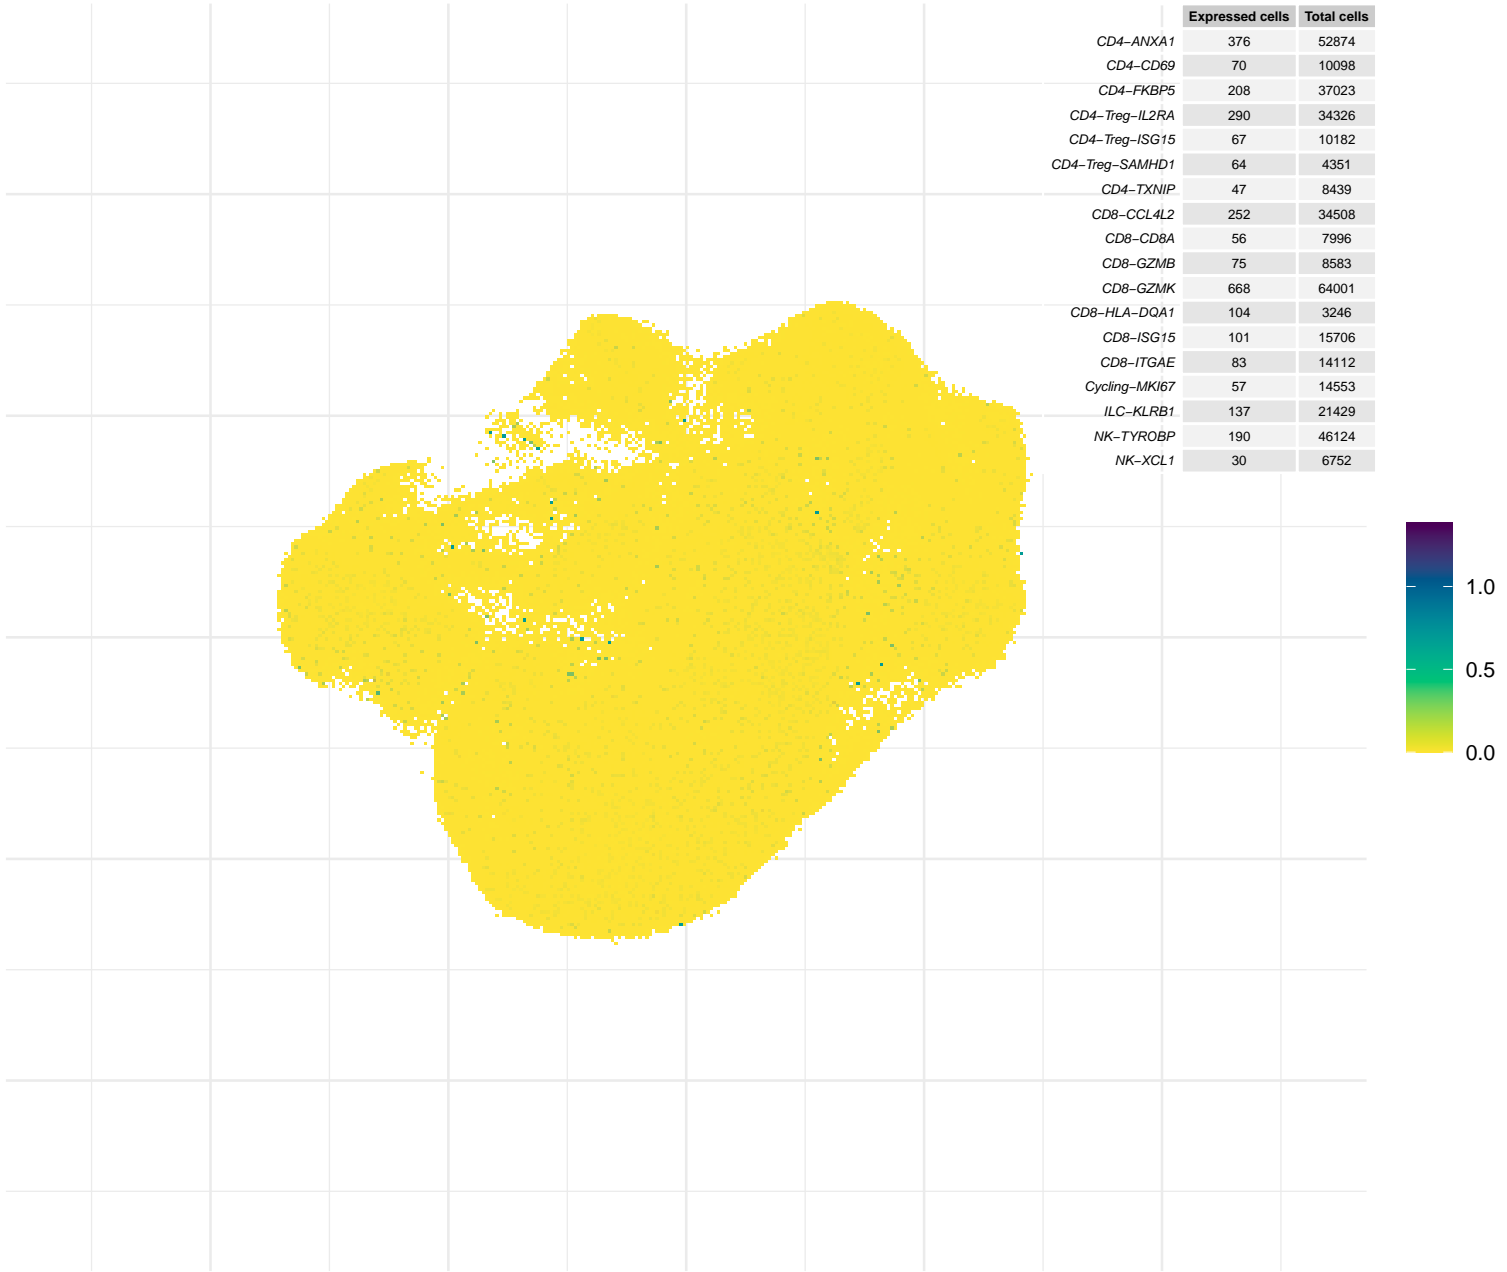 Expressed cells Total cells
CD4−ANXA1 376 52874
CD4−CD69 70 10098
CD4−FKBP5 208 37023
CD4−Treg−IL2RA 290 34326
CD4−Treg−ISG15 67 10182
CD4−Treg−SAMHD1 64 4351
CD4−TXNIP 47 8439
CD8−CCL4L2 252 34508
CD8−CD8A 56 7996
CD8−GZMB 75 8583
CD8−GZMK 668 64001
CD8−HLA−DQA1 104 3246
CD8−ISG15 101 15706
CD8−ITGAE 83 14112
Cycling−MKI67 57 14553
ILC−KLRB1 137 21429
NK−TYROBP 190 46124
NK−XCL1 30 6752
1.0
0.5
0.0